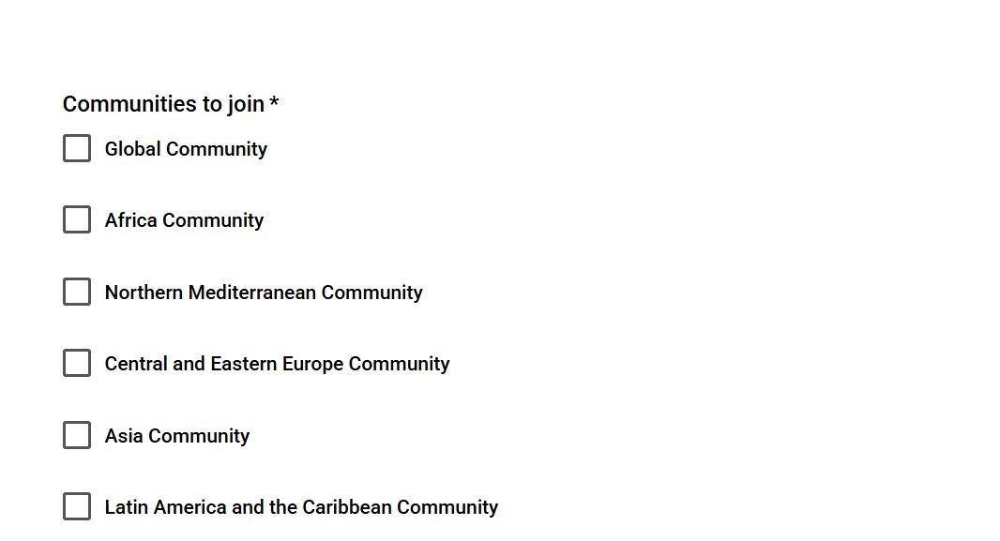 Communities to join *
Global Community
Africa Community
Northern Mediterranean Community
Central and Eastern Europe Community
Asia Community
Latin America and the Caribbean Community